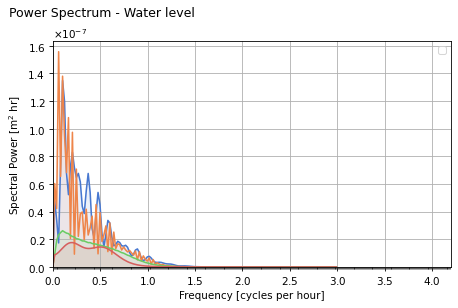 Power Spectrum - Water level
×10⁻⁷
1.6
1.4
1.2
1.0
0.8
0.6
0.4
0.2
0.0
Spectral Power [m² hr]
0.0 0.5 1.0 1.5 2.0 2.5 3.0 3.5 4.0
Frequency [cycles per hour]